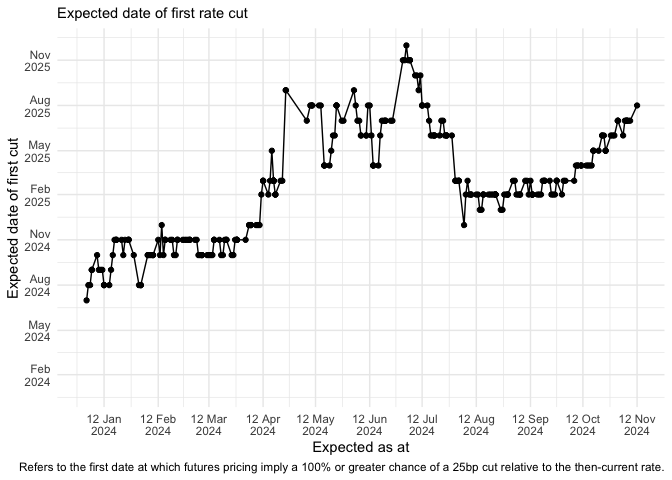 Expected date of first rate cut
Expected date of first cut
Nov
2025
Aug
2025
May
2025
Feb
2025
Nov
2024
Aug
2024
May
2024
Feb
2024
12 Jan
2024
12 Feb
2024
12 Mar
2024
12 Apr
2024
12 May
2024
12 Jun
2024
12 Jul
2024
12 Aug
2024
12 Sep
2024
12 Oct
2024
12 Nov
2024
Expected as at
Refers to the first date at which futures pricing imply a 100% or greater chance of a 25bp cut relative to the then-current rate.